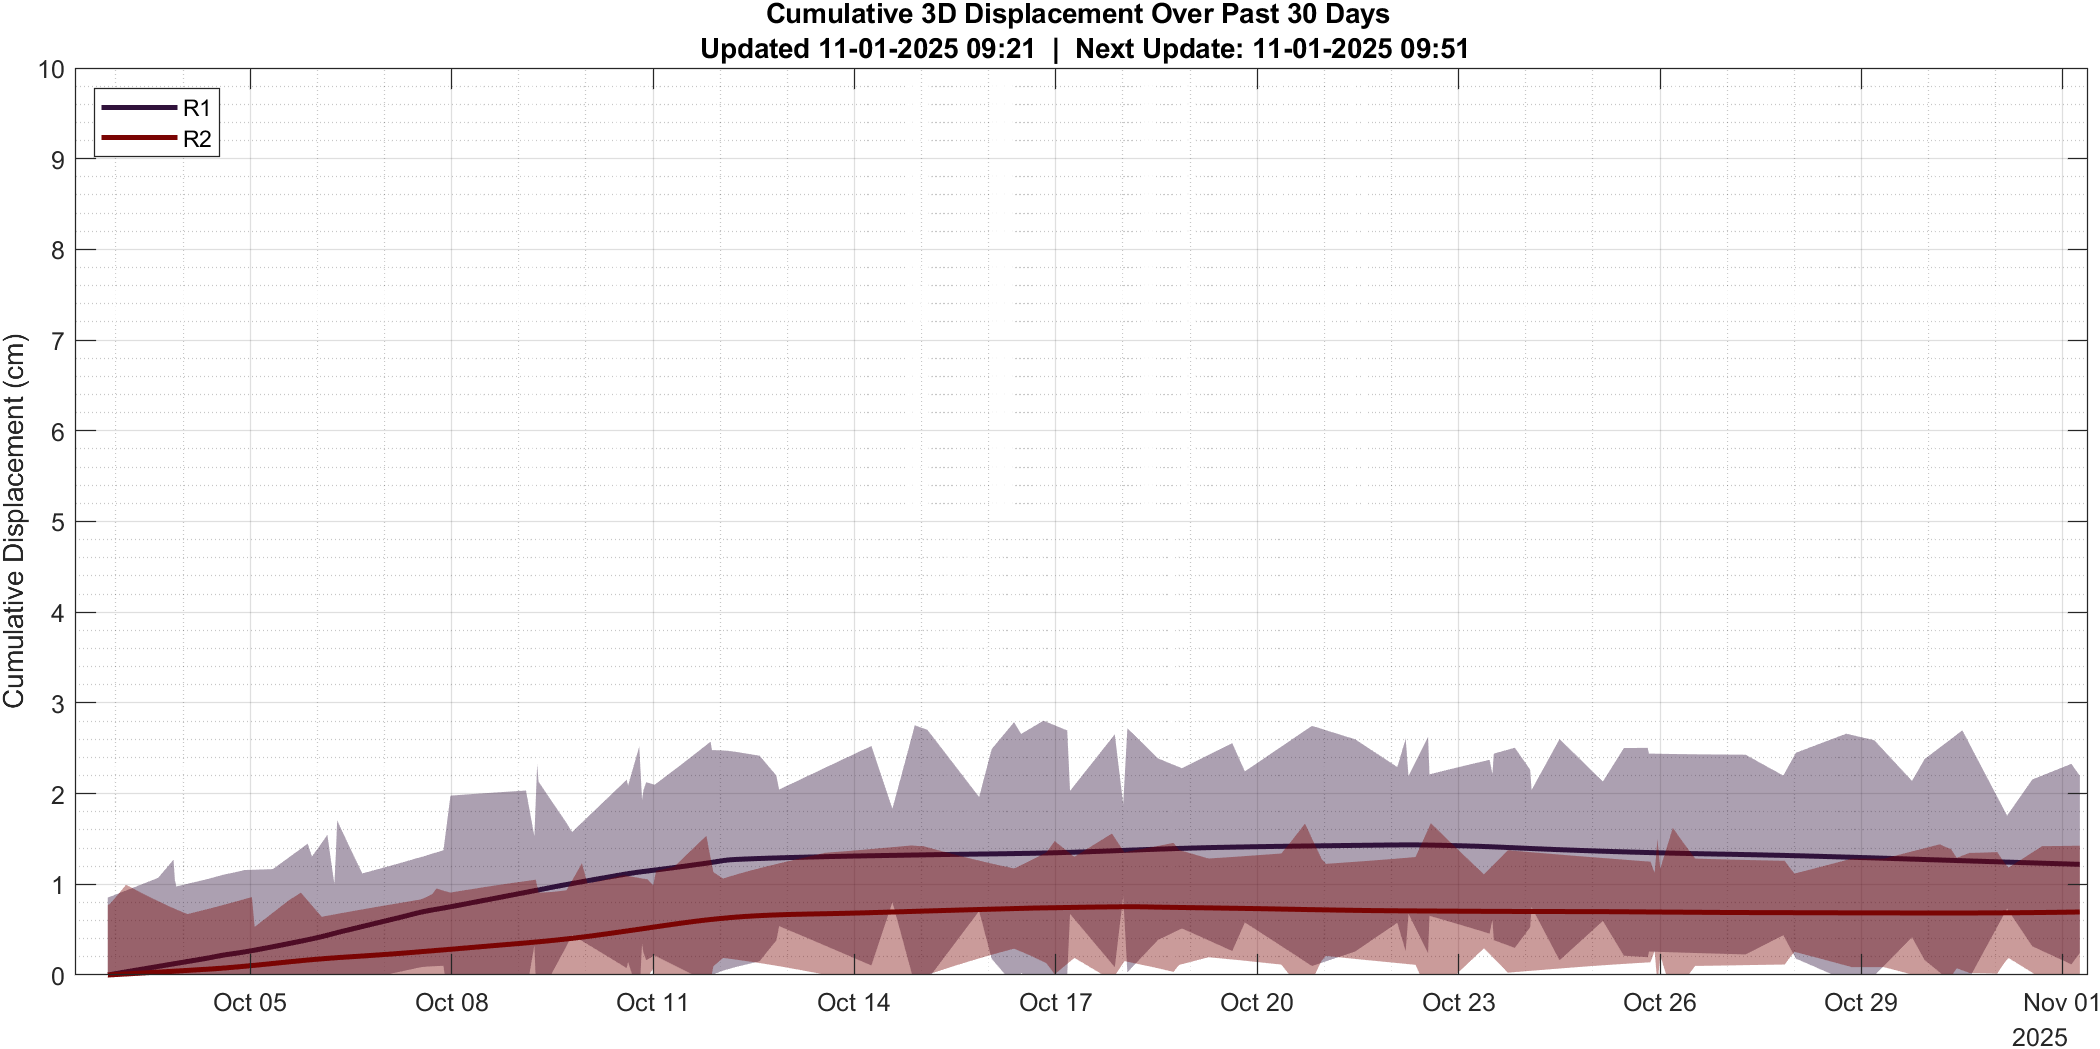 Cumulative 3D Displacement Over Past 30 Days
Updated 11-01-2025 09:21 | Next Update: 11-01-2025 09:51
R1
R2
Cumulative Displacement (cm)
10
9
8
7
6
5
4
3
2
1
0
Oct 05 Oct 08 Oct 11 Oct 14 Oct 17 Oct 20 Oct 23 Oct 26 Oct 29 Nov 01
2025